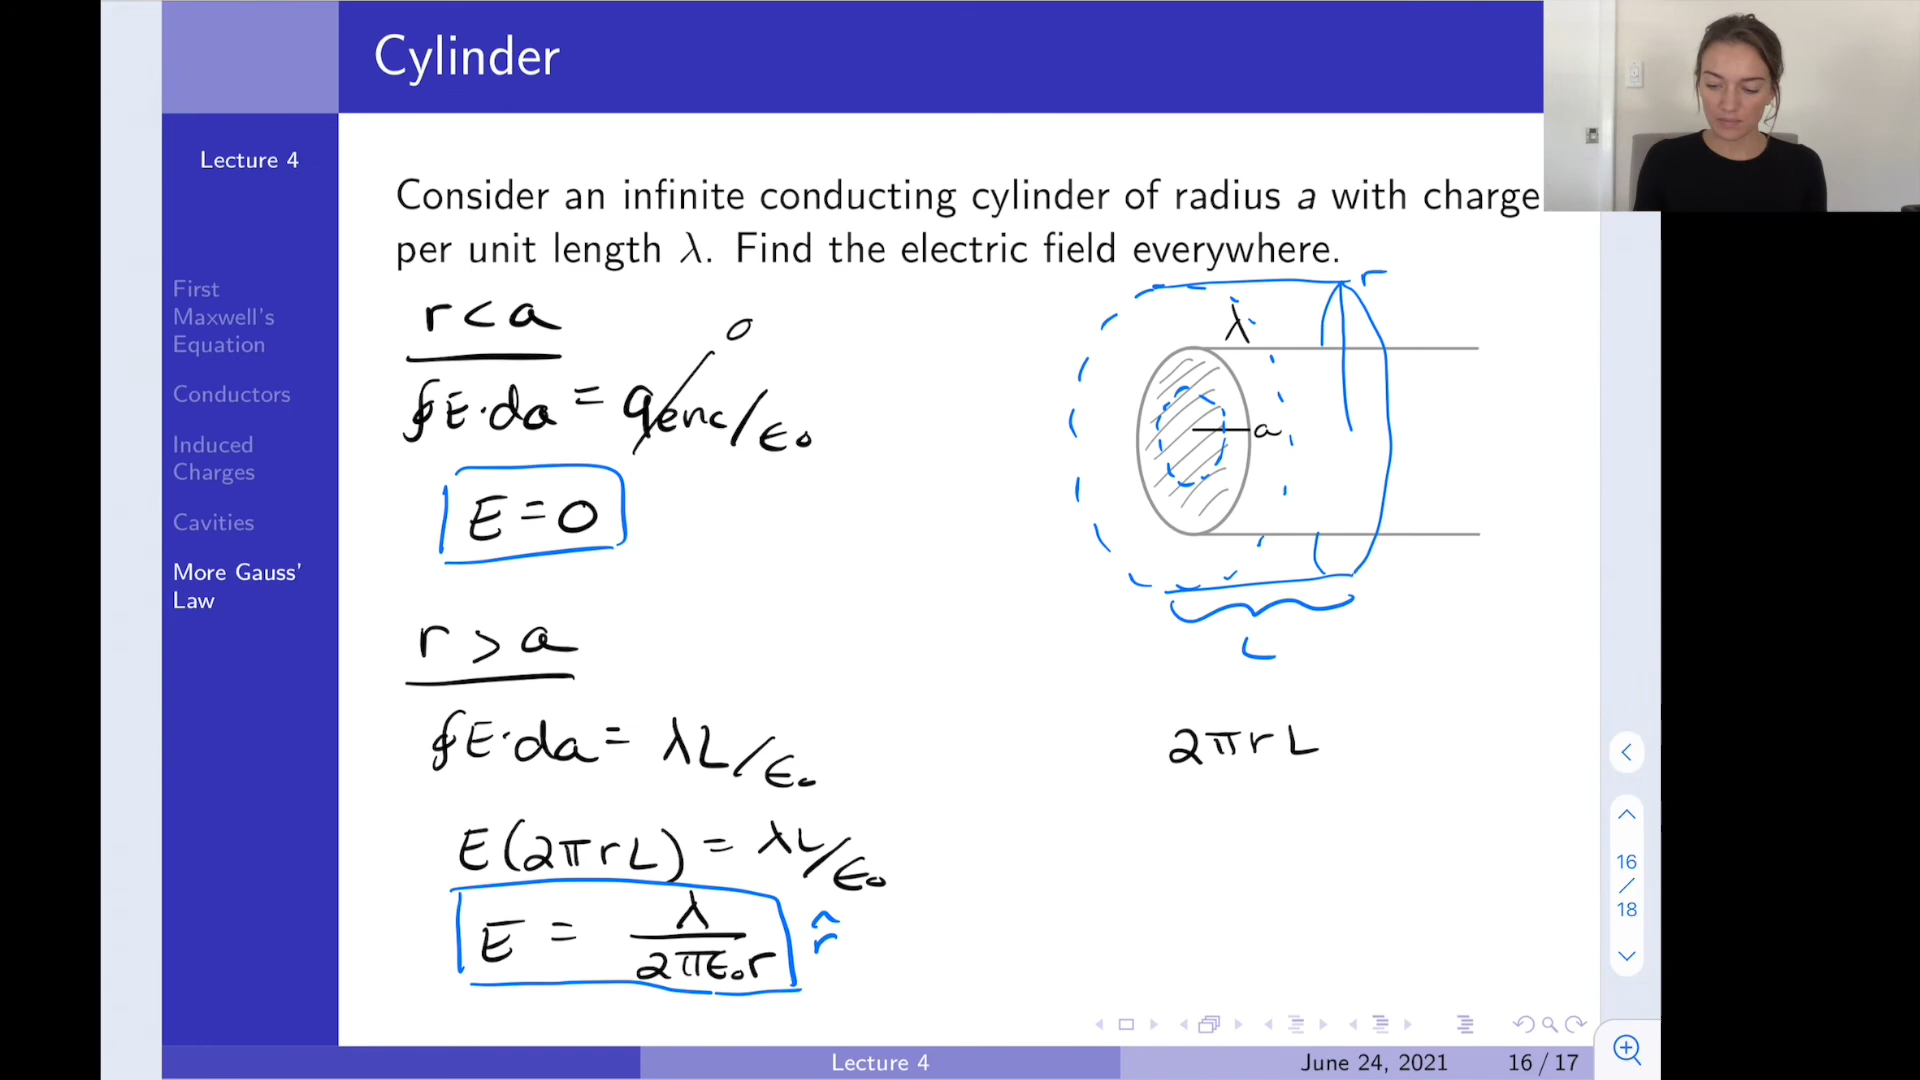 Cylinder
Lecture 4
First
Maxwell's
Equation
Conductors
Induced
Charges
Cavities
More Gauss'
Law
Consider an infinite conducting cylinder of radius a with charge
per unit length λ. Find the electric field everywhere.
r < a
∮E·da = qenc/ϵ0
0
E = 0
r > a
∮E·da = λL/ϵ0
E(2πrL) = λL/ϵ0
E = λ/2πϵ0r r̂
r
λ
a
L
2πrL
16
/
18
Lecture 4
June 24, 2021
16 / 17